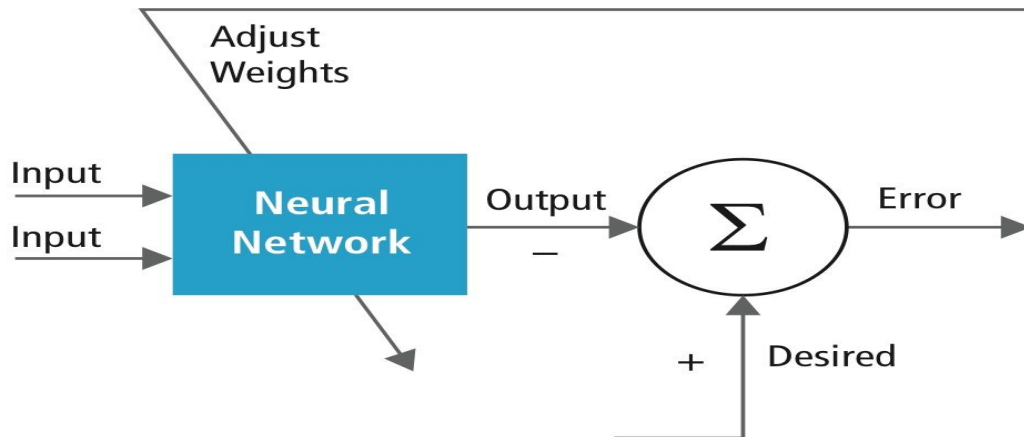 Adjust
Weights
Input
Input
Neural
Network
Output
−
Σ
Error
+
Desired